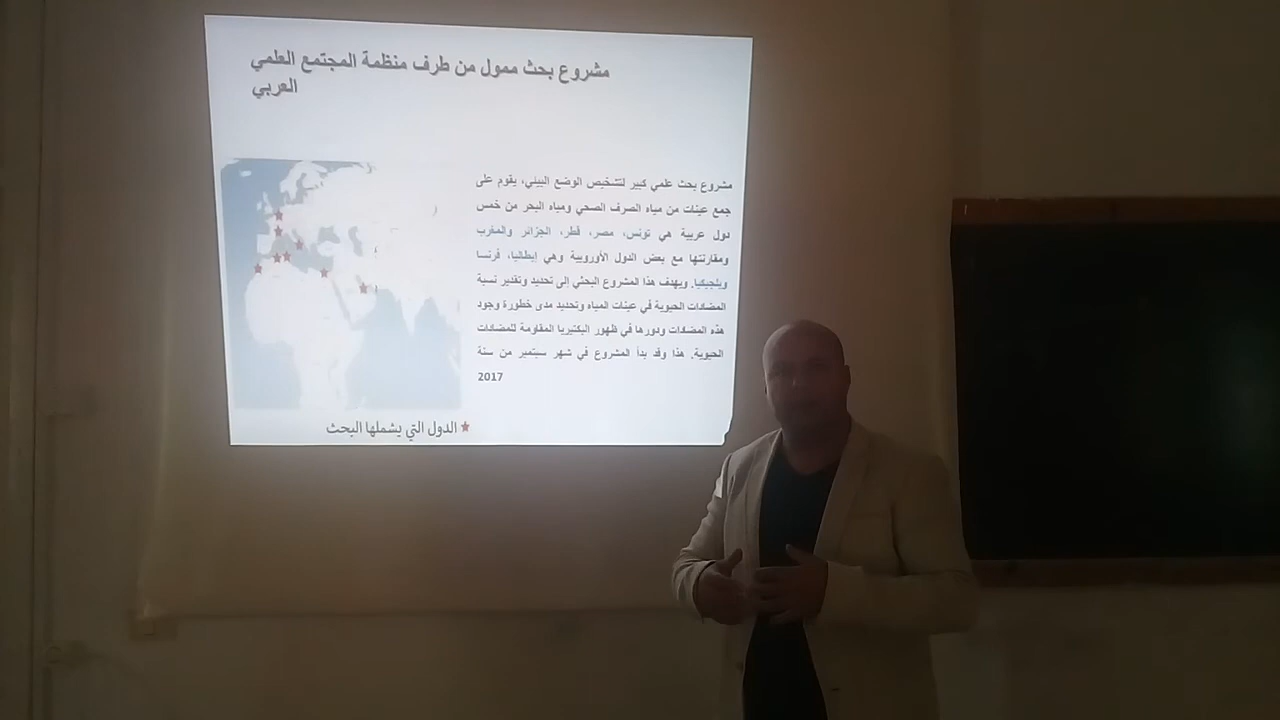 مشروع بحث ممول من طرف منظمة المجتمع العلمي
العربي
مشروع بحث علمي كبير لتشخيص الوضع البيئي، يقوم على
جمع عينات من مياه الصرف الصحي ومياه البحر من خمس
دول عربية هي تونس، مصر، قطر، الجزائر والمغرب
ومقارنتها مع بعض الدول الأوروبية وهي إيطاليا، فرنسا
وبلجيكيا. ويهدف هذا المشروع البحثي إلى تحديد وتقدير نسبة
المضادات الحيوية في عينات المياه وتحديد مدى خطورة وجود
هذه المضادات ودورها في ظهور البكتيريا المقاومة للمضادات
الحيوية. هذا وقد بدأ المشروع في شهر سبتمبر من سنة
2017
الدول التي يشملها البحث